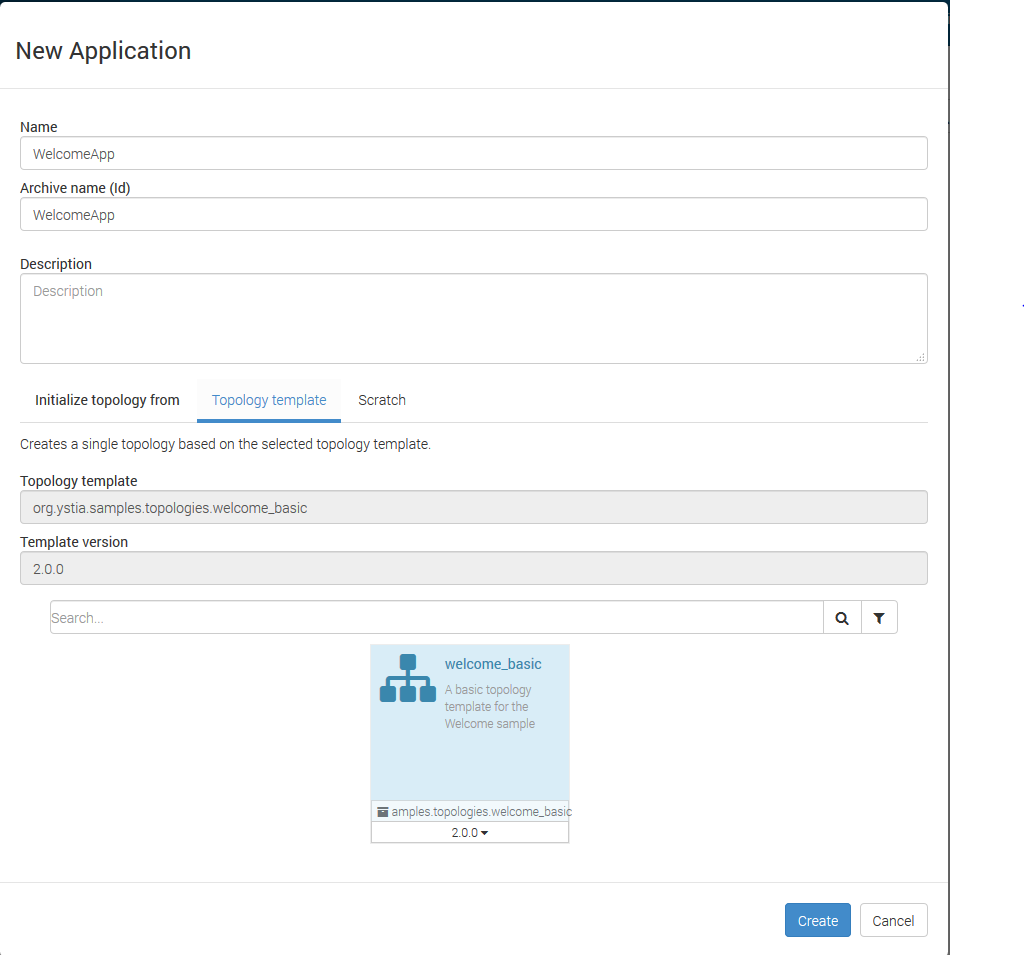 New Application
Name
WelcomeApp
Archive name (Id)
WelcomeApp
Description
Description
Initialize topology from Topology template Scratch
Creates a single topology based on the selected topology template.
Topology template
org.ystia.samples.topologies.welcome_basic
Template version
2.0.0
Search...
welcome_basic
A basic topology
template for the
Welcome sample
amples.topologies.welcome_basic
2.0.0
Create Cancel